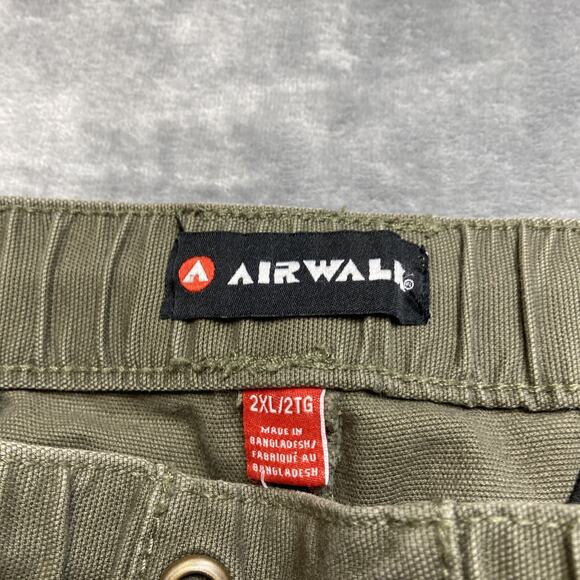 A AIRWALK®
2XL/2TG
MADE IN
BANGLADESH/
FABRIQUÉ AU
BANGLADESH